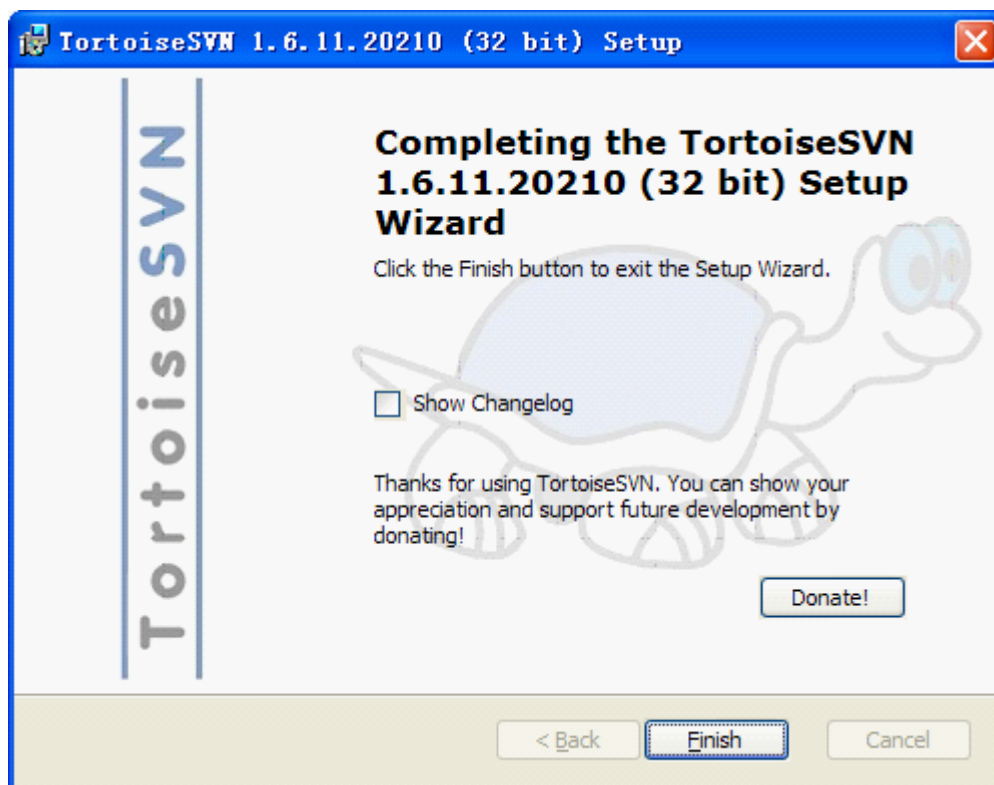 TortoiseSVN 1.6.11.20210 (32 bit) Setup
TortoiseSVN
Completing the TortoiseSVN
1.6.11.20210 (32 bit) Setup
Wizard
Click the Finish button to exit the Setup Wizard.
Show Changelog
Thanks for using TortoiseSVN. You can show your
appreciation and support future development by
donating!
Donate!
< Back
Finish
Cancel